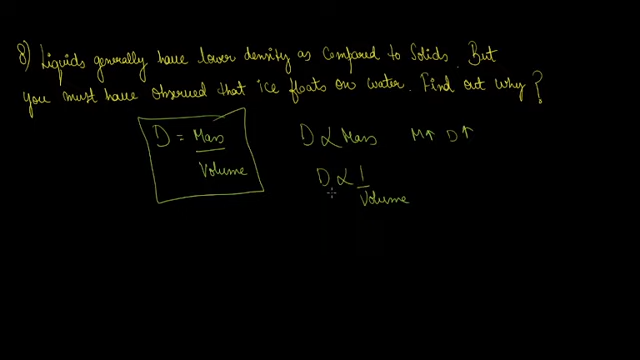 8) Liquids generally have lower density as compared to Solids. But
you must have observed that ice floats on water. Find out why?
D = Mass / Volume
D ∝ Mass M↑ D↑
D ∝ 1 / Volume